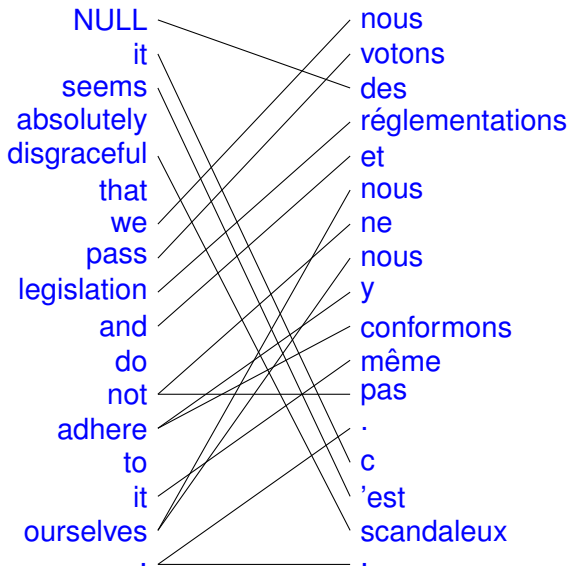 NULL nous
it votons
seems des
absolutely réglementations
disgraceful et
that nous
we ne
pass nous
legislation y
and conformons
do même
not pas
adhere .
to c
it 'est
ourselves scandaleux
. .